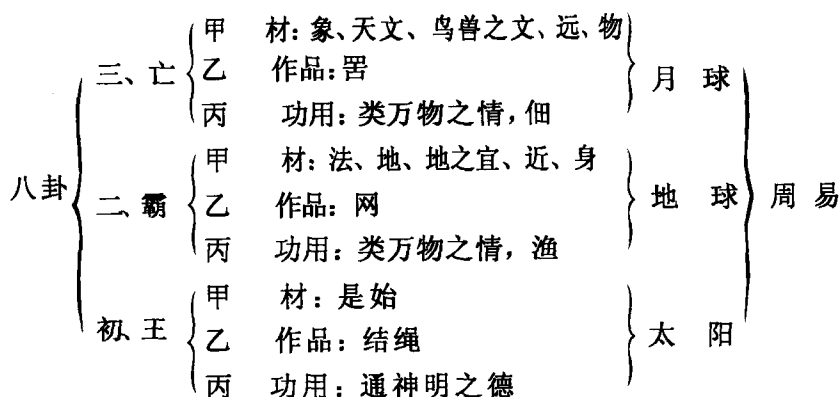 甲 材：象、天文、鸟兽之文、远、物
三、亡 乙 作品：罟 月球
丙 功用：类万物之情，佃
甲 材：法、地、地之宜、近、身
八卦 二、霸 乙 作品：网 地球 周易
丙 功用：类万物之情，渔
甲 材：是始
初、王 乙 作品：结绳 太阳
丙 功用：通神明之德